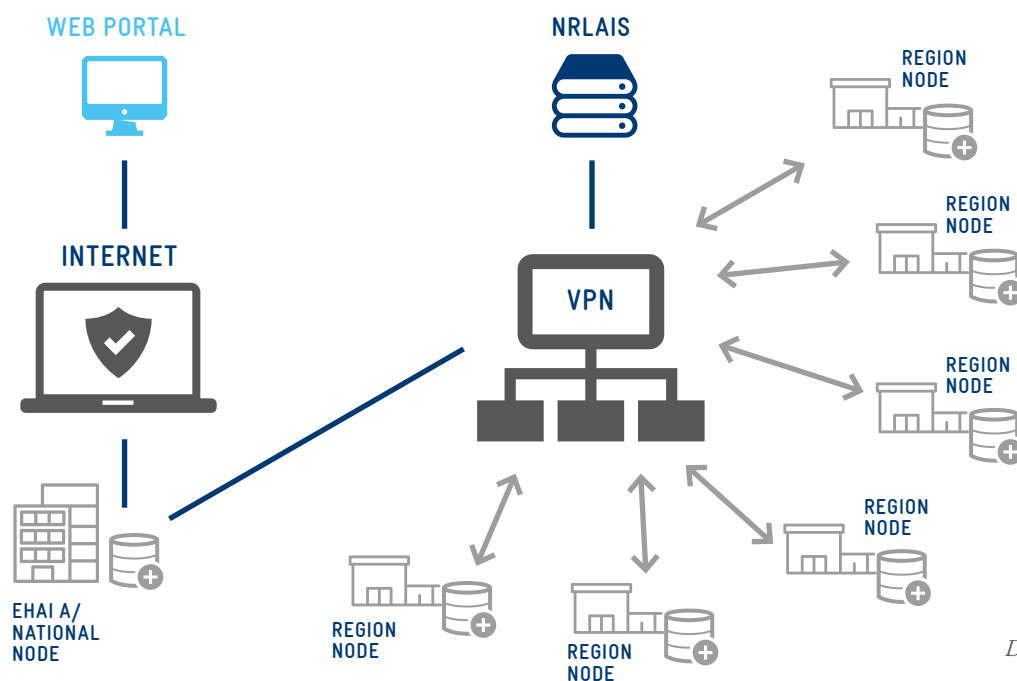 WEB PORTAL
NRLAIS
REGION
NODE
REGION
NODE
INTERNET
VPN
REGION
NODE
REGION
NODE
EHAI A/
NATIONAL
NODE
REGION
NODE
REGION
NODE
D